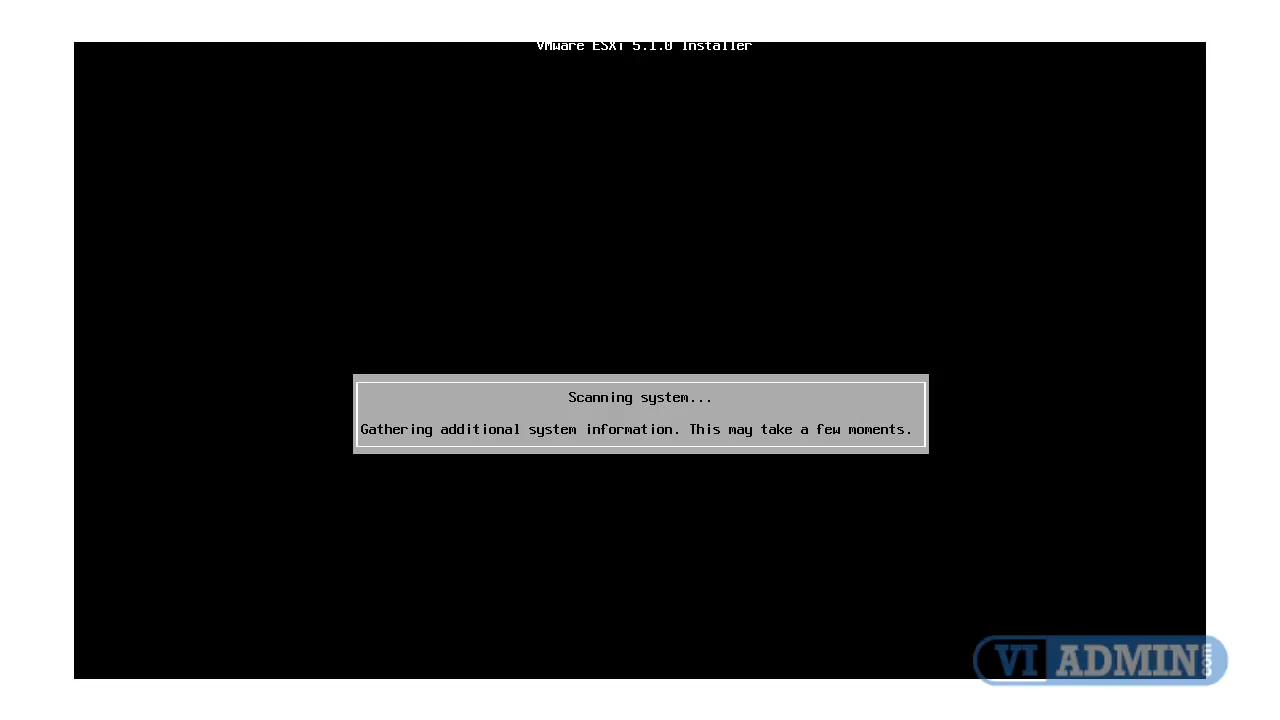 VMware ESXi 5.1.0 Installer
Scanning system...
Gathering additional system information. This may take a few moments.
VI ADMIN.com